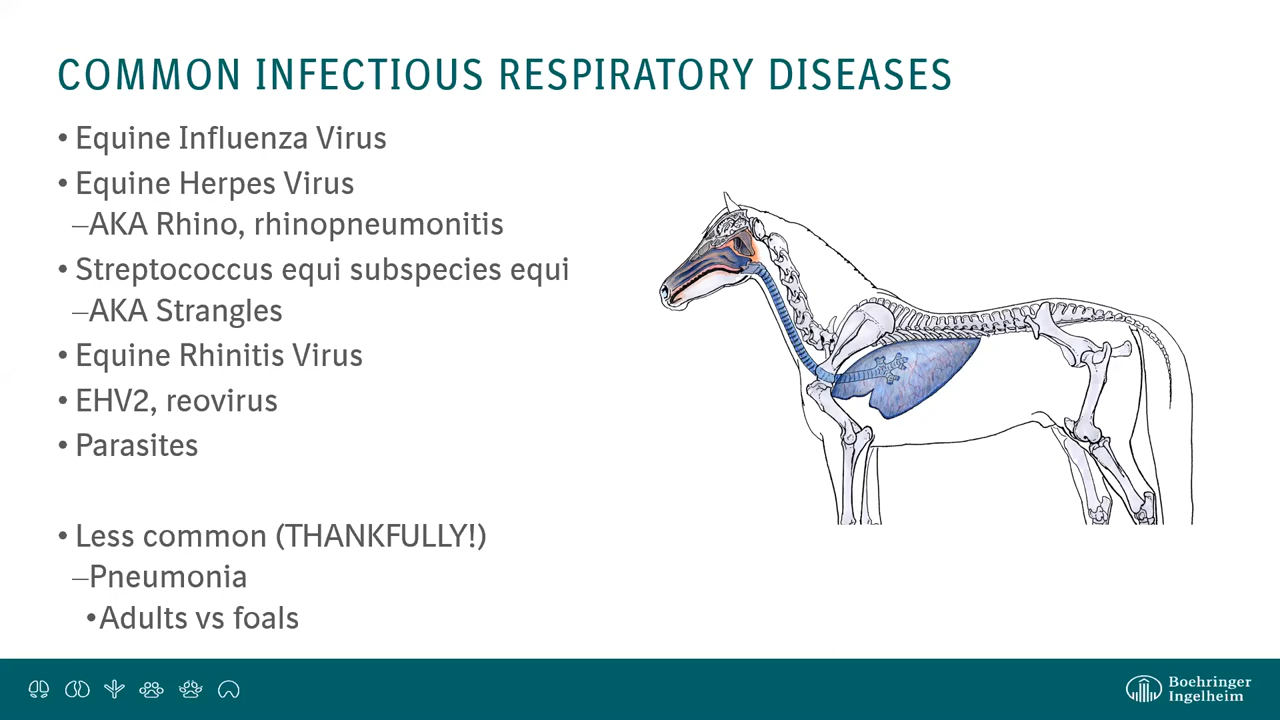 COMMON INFECTIOUS RESPIRATORY DISEASES
• Equine Influenza Virus
• Equine Herpes Virus
–AKA Rhino, rhinopneumonitis
• Streptococcus equi subspecies equi
–AKA Strangles
• Equine Rhinitis Virus
• EHV2, reovirus
• Parasites
• Less common (THANKFULLY!)
–Pneumonia
•Adults vs foals
Boehringer
Ingelheim